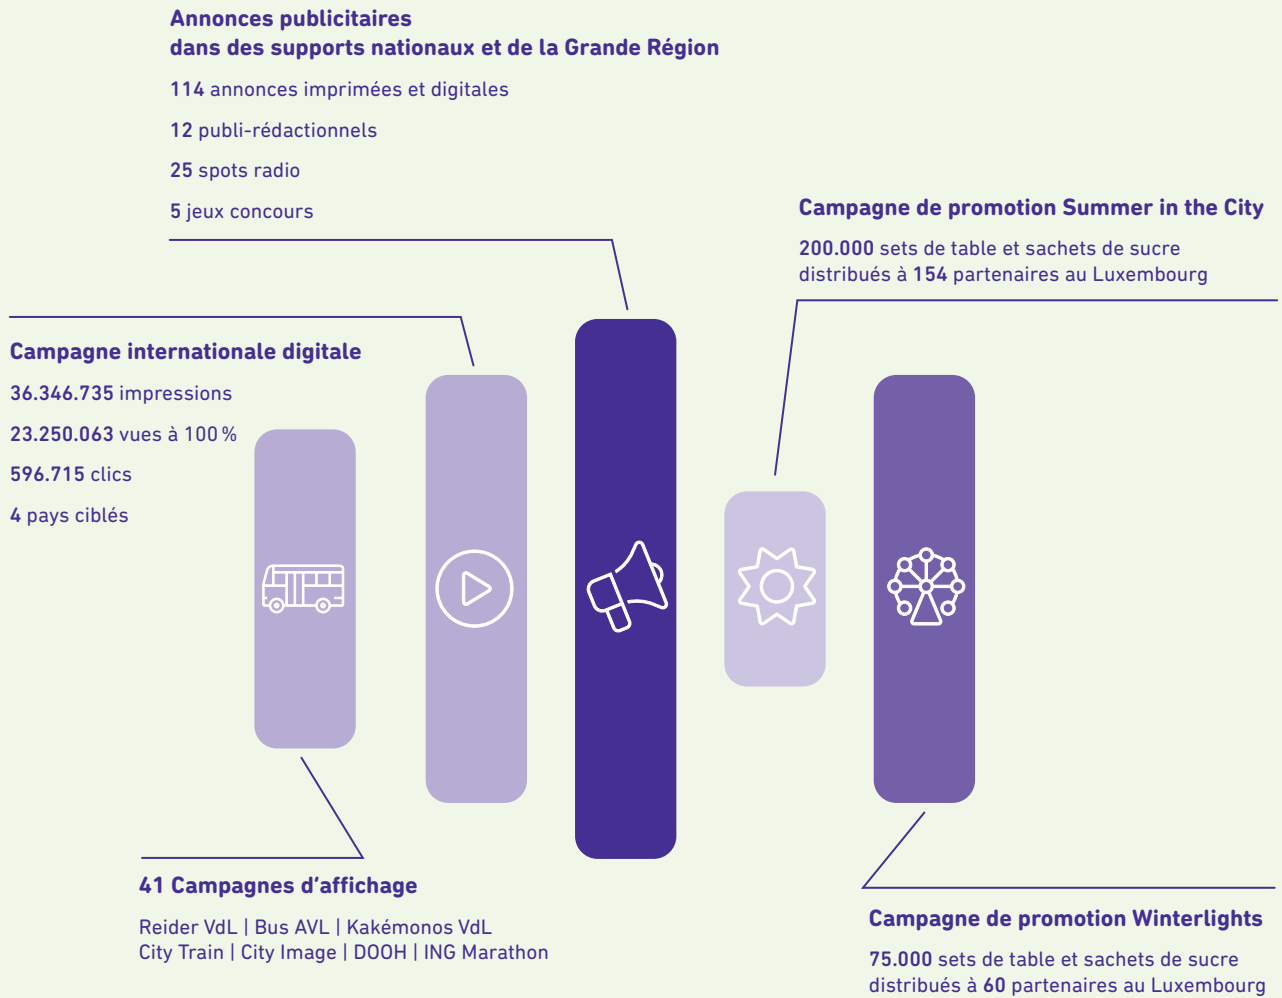 Annonces publicitaires
dans des supports nationaux et de la Grande Région
114 annonces imprimées et digitales
12 publi-rédactionnels
25 spots radio
5 jeux concours
Campagne de promotion Summer in the City
200.000 sets de table et sachets de sucre
distribués à 154 partenaires au Luxembourg
Campagne internationale digitale
36.346.735 impressions
23.250.063 vues à 100 %
596.715 clics
4 pays ciblés
41 Campagnes d’affichage
Reider VdL | Bus AVL | Kakémonos VdL
City Train | City Image | DOOH | ING Marathon
Campagne de promotion Winterlights
75.000 sets de table et sachets de sucre
distribués à 60 partenaires au Luxembourg